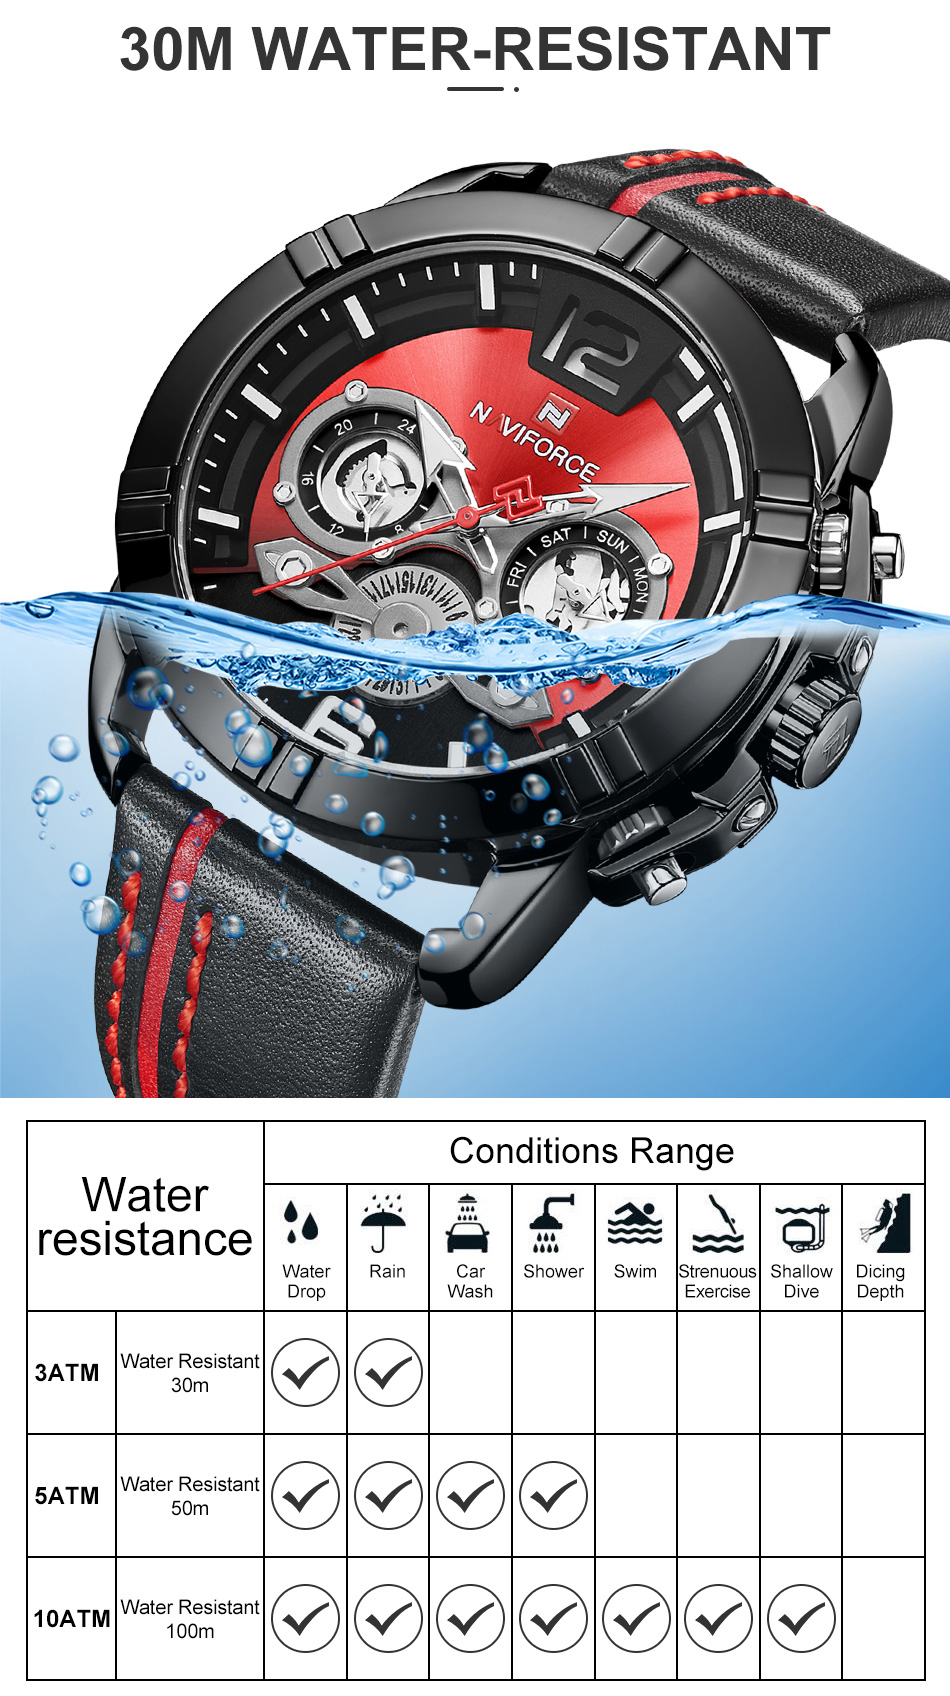 30M WATER-RESISTANT
12
NAVIFORCE
20 24
16
12 8
FRI SAT SUN MON
6
Conditions Range
Water
resistance
Water
Drop
Rain
Car
Wash
Shower
Swim
Strenuous
Exercise
Shallow
Dive
Dicing
Depth
3ATM
Water Resistant
30m
5ATM
Water Resistant
50m
10ATM
Water Resistant
100m